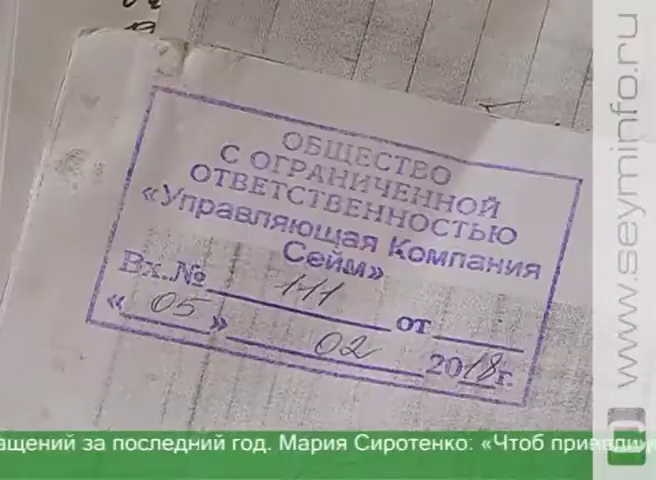 ОБЩЕСТВО
С ОГРАНИЧЕННОЙ
ОТВЕТСТВЕННОСТЬЮ
«Управляющая Компания
Сейм»
Вх.№ 111 от
« 05 » 02 2018г.
www.seyminfo.ru
ащений за последний год. Мария Сиротенко: «Чтоб